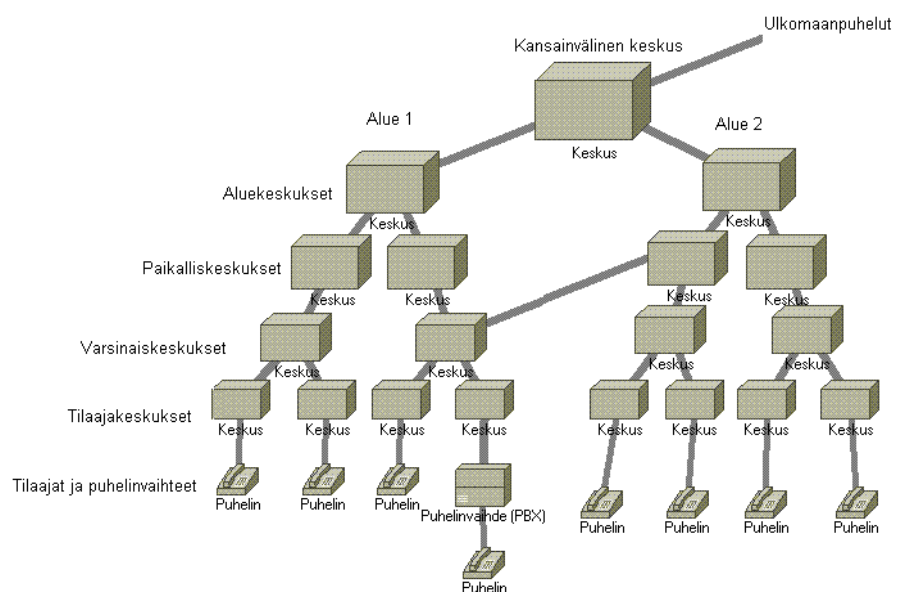 Ulkomaanpuhelut
Kansainvälinen keskus
Alue 1
Alue 2
Keskus
Aluekeskukset
Keskus
Keskus
Paikalliskeskukset
Keskus
Keskus
Keskus
Keskus
Varsinaiskeskukset
Keskus
Keskus
Keskus
Keskus
Tilaajakeskukset
Keskus
Keskus
Keskus
Keskus
Keskus
Keskus
Keskus
Keskus
Tilaajat ja puhelinvaihteet
Puhelin
Puhelin
Puhelin
Puhelinvaihde (PBX)
Puhelin
Puhelin
Puhelin
Puhelin
Puhelin